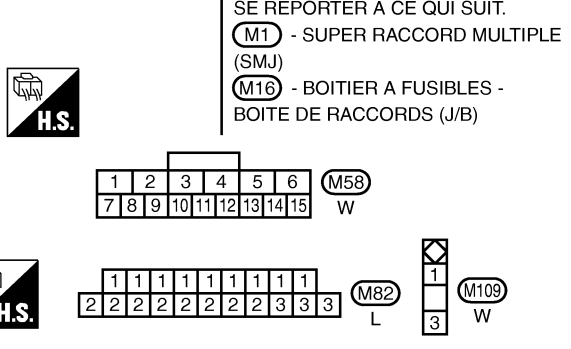 SE REPORTER A CE QUI SUIT.
M1 - SUPER RACCORD MULTIPLE
(SMJ)
M16 - BOITIER A FUSIBLES -
BOITE DE RACCORDS (J/B)
H.S.
1 2 3 4 5 6
7 8 9 10 11 12 13 14 15
M58
W
H.S.
1 1 1 1 1 1 1 1 1
2 2 2 2 2 2 2 2 3 3 3
M82
L
1
3
M109
W